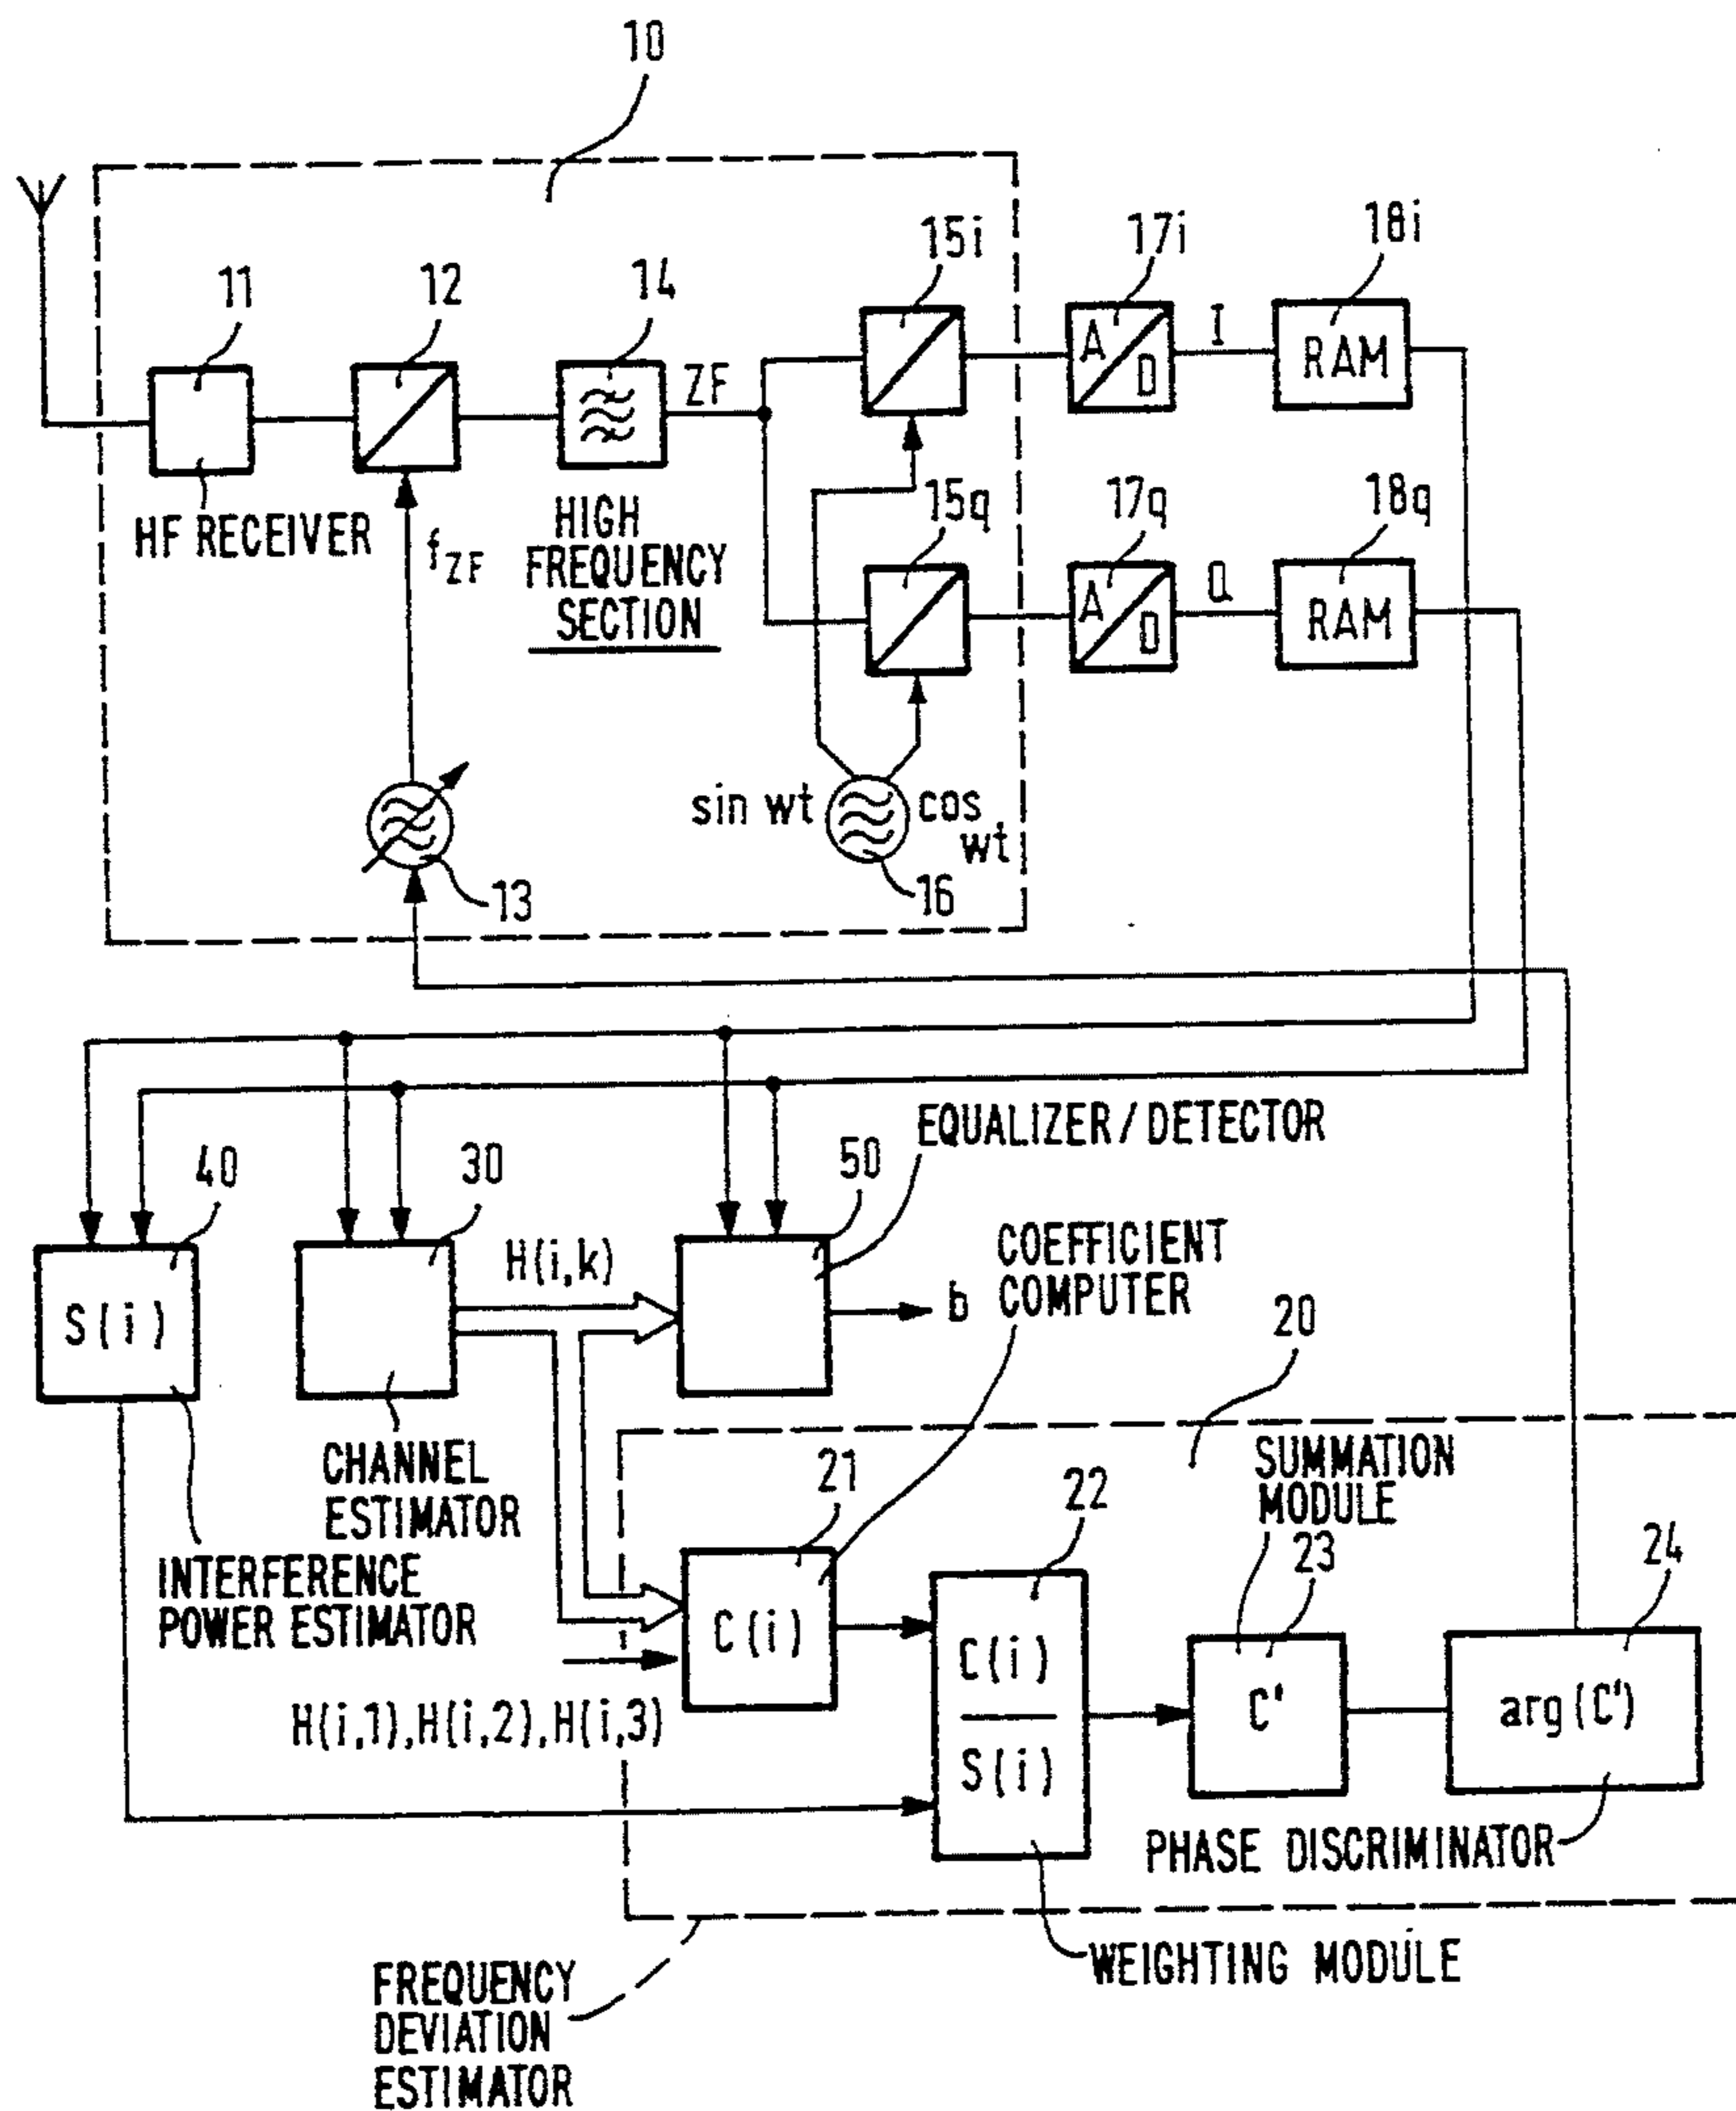 10
15i
17i
18i
11
12
14
A
D
I
RAM
ZF
HF RECEIVER
f ZF
HIGH
FREQUENCY
SECTION
15q
17q
18q
A
D
Q
RAM
sin wt
cos wt
13
16
EQUALIZER / DETECTOR
40
30
50
COEFFICIENT
COMPUTER
H(i,k)
b
S(i)
20
CHANNEL
ESTIMATOR
21
22
SUMMATION
MODULE
23
24
INTERFERENCE
POWER ESTIMATOR
C(i)
C(i)
S(i)
C'
arg(C')
H(i,1),H(i,2),H(i,3)
PHASE DISCRIMINATOR
WEIGHTING MODULE
FREQUENCY
DEVIATION
ESTIMATOR